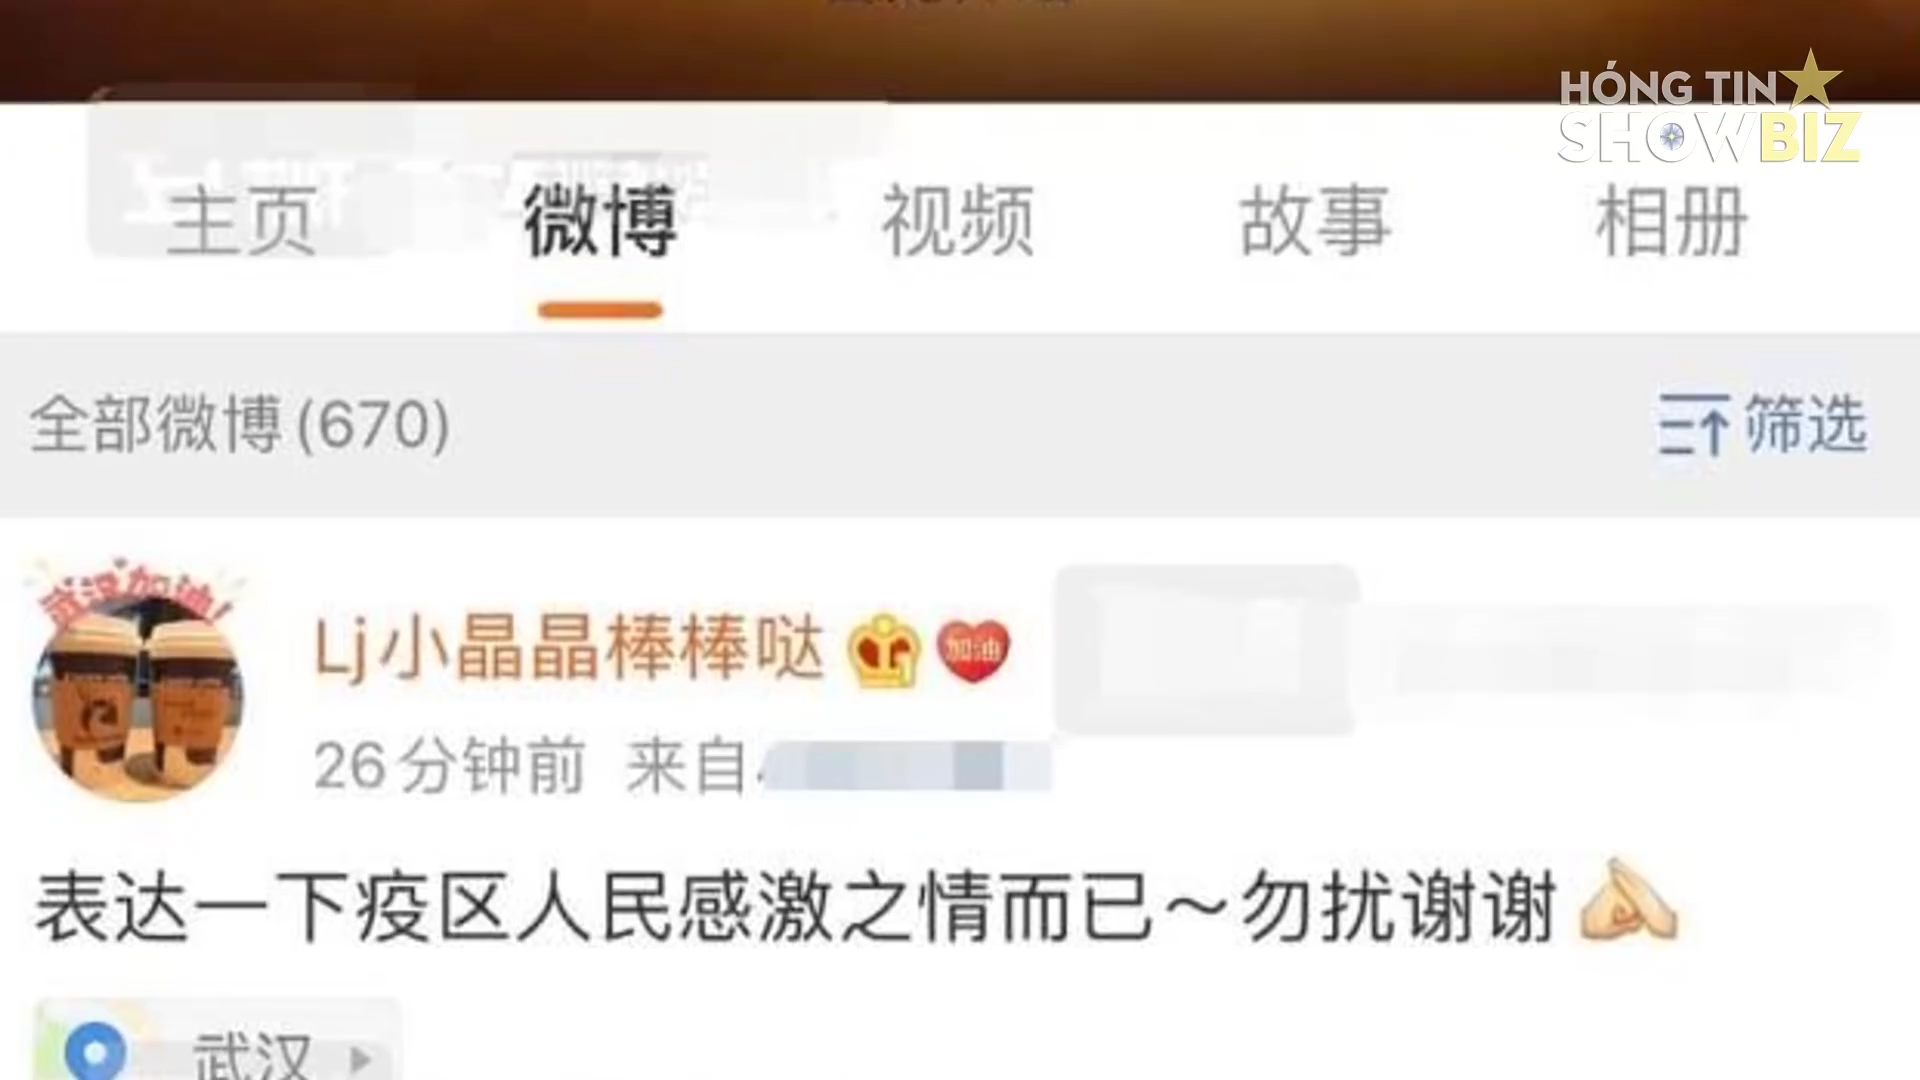 HÓNG TIN
SHOWBIZ
主页 微博 视频 故事 相册
全部微博(670) 筛选
武汉加油!
Lj小晶晶棒棒哒 加油
26分钟前 来自
表达一下疫区人民感激之情而已～勿扰谢谢
武汉